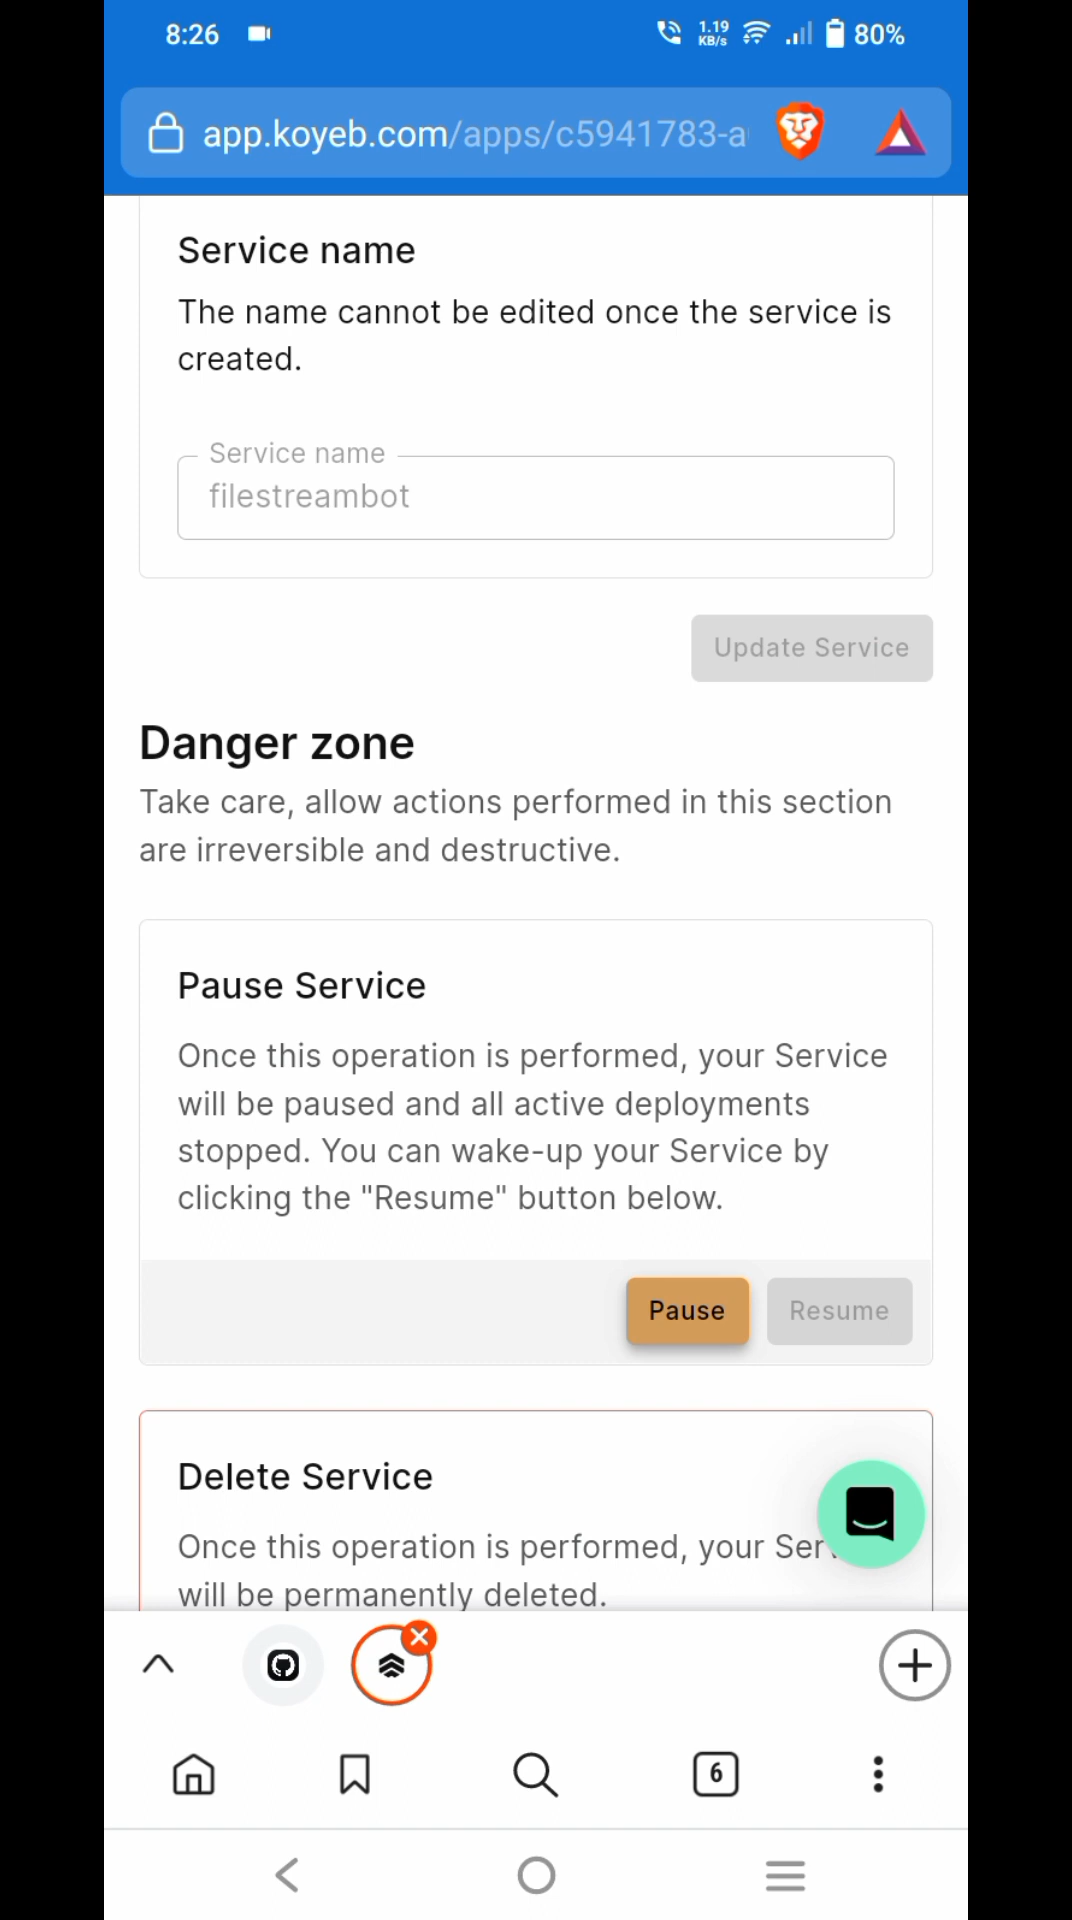 8:26
1.19
KB/s
80%
app.koyeb.com/apps/c5941783-a
Service name
The name cannot be edited once the service is
created.
Service name
filestreambot
Update Service
Danger zone
Take care, allow actions performed in this section
are irreversible and destructive.
Pause Service
Once this operation is performed, your Service
will be paused and all active deployments
stopped. You can wake-up your Service by
clicking the "Resume" button below.
Pause
Resume
Delete Service
Once this operation is performed, your Ser
will be permanently deleted.
6